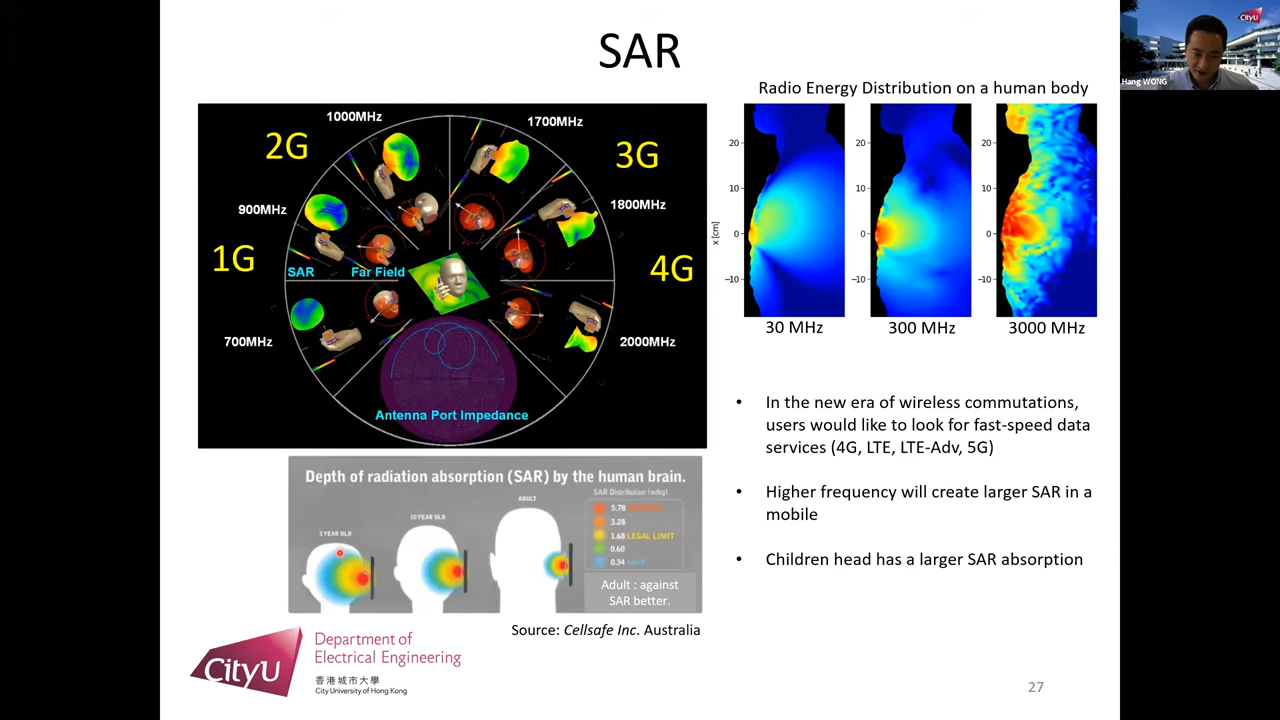 SAR
CityU
Hang WONG
Radio Energy Distribution on a human body
1000MHz
1700MHz
2G
3G
900MHz
1800MHz
1G
4G
SAR
Far Field
700MHz
2000MHz
Antenna Port Impedance
20
10
0
−10
x [cm]
20
10
0
−10
20
10
0
−10
30 MHz
300 MHz
3000 MHz
• In the new era of wireless commutations,
users would like to look for fast-speed data
services (4G, LTE, LTE-Adv, 5G)
• Higher frequency will create larger SAR in a
mobile
• Children head has a larger SAR absorption
Depth of radiation absorption (SAR) by the human brain.
5 YEAR OLD
10 YEAR OLD
ADULT
SAR Distribution (w/kg)
5.78
3.28
1.68 LEGAL LIMIT
0.60
0.34 SAFE
Adult : against
SAR better.
Source: Cellsafe Inc. Australia
CityU
Department of
Electrical Engineering
香港城市大學
City University of Hong Kong
27